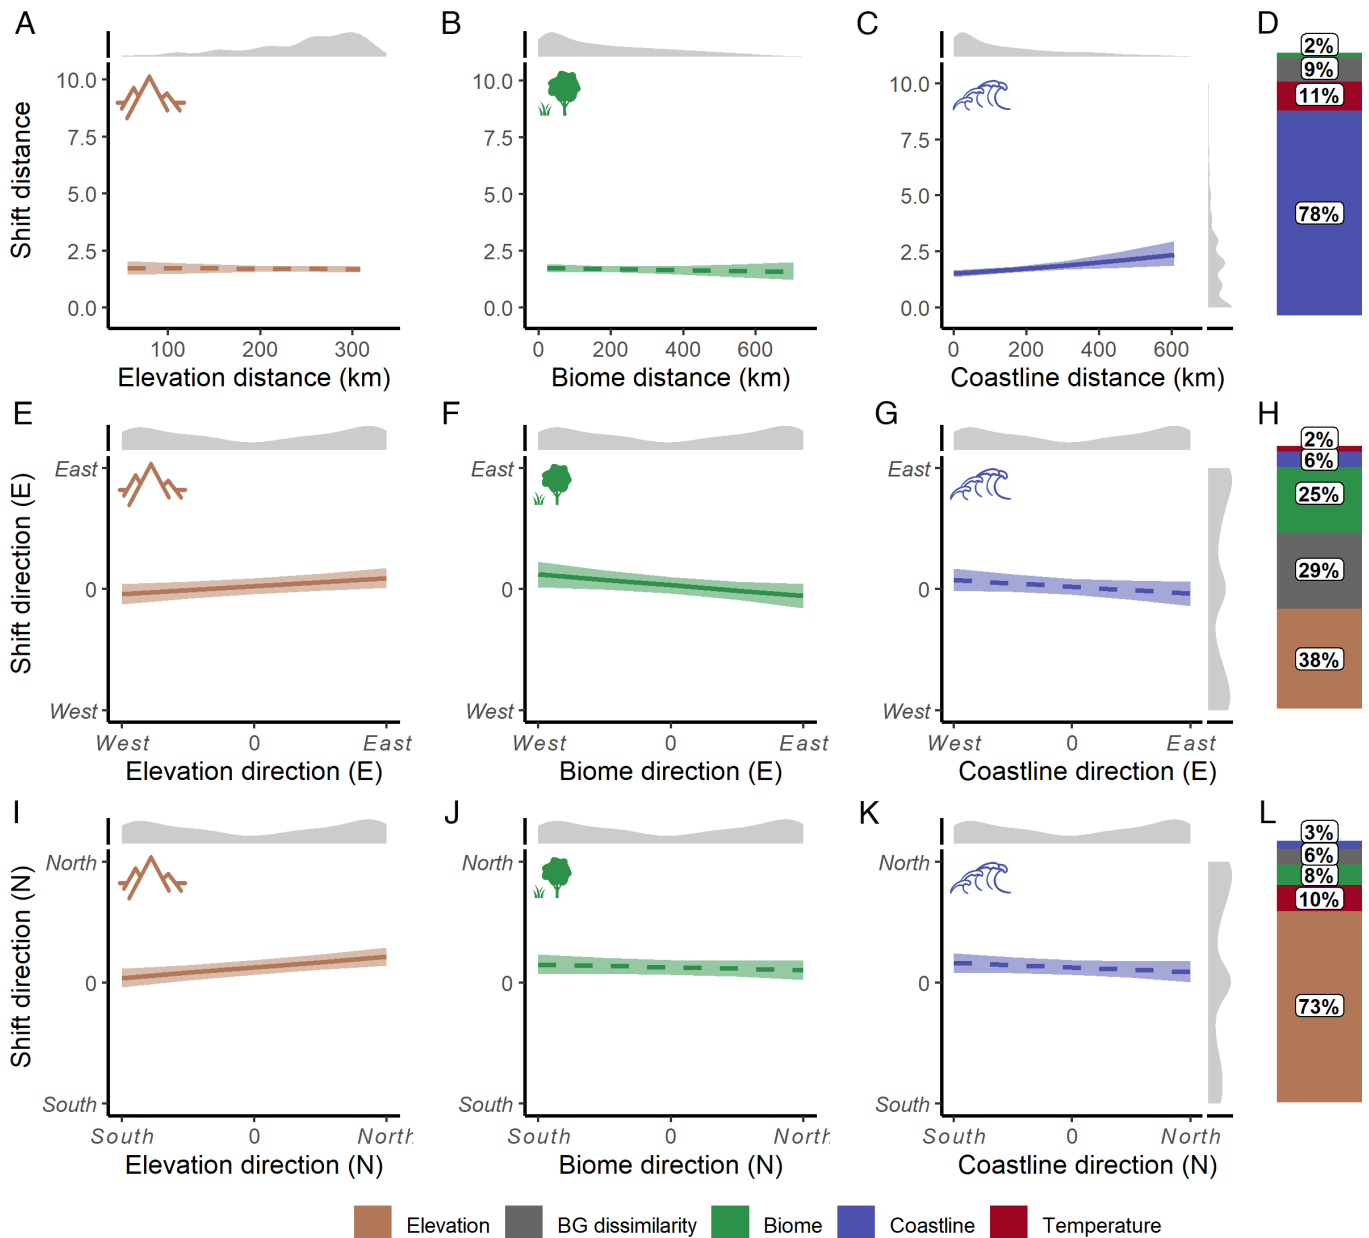 A
B
C
D
Shift distance
10.0
7.5
5.0
2.5
0.0
100
200
300
Elevation distance (km)
10.0
7.5
5.0
2.5
0.0
0
200
400
600
Biome distance (km)
10.0
7.5
5.0
2.5
0.0
0
200
400
600
Coastline distance (km)
2%
9%
11%
78%
E
F
G
H
Shift direction (E)
East
0
West
West
0
East
Elevation direction (E)
East
0
West
West
0
East
Biome direction (E)
East
0
West
West
0
East
Coastline direction (E)
2%
6%
25%
29%
38%
I
J
K
L
Shift direction (N)
North
0
South
South
0
North
Elevation direction (N)
North
0
South
South
0
North
Biome direction (N)
North
0
South
South
0
North
Coastline direction (N)
3%
6%
8%
10%
73%
Elevation
BG dissimilarity
Biome
Coastline
Temperature